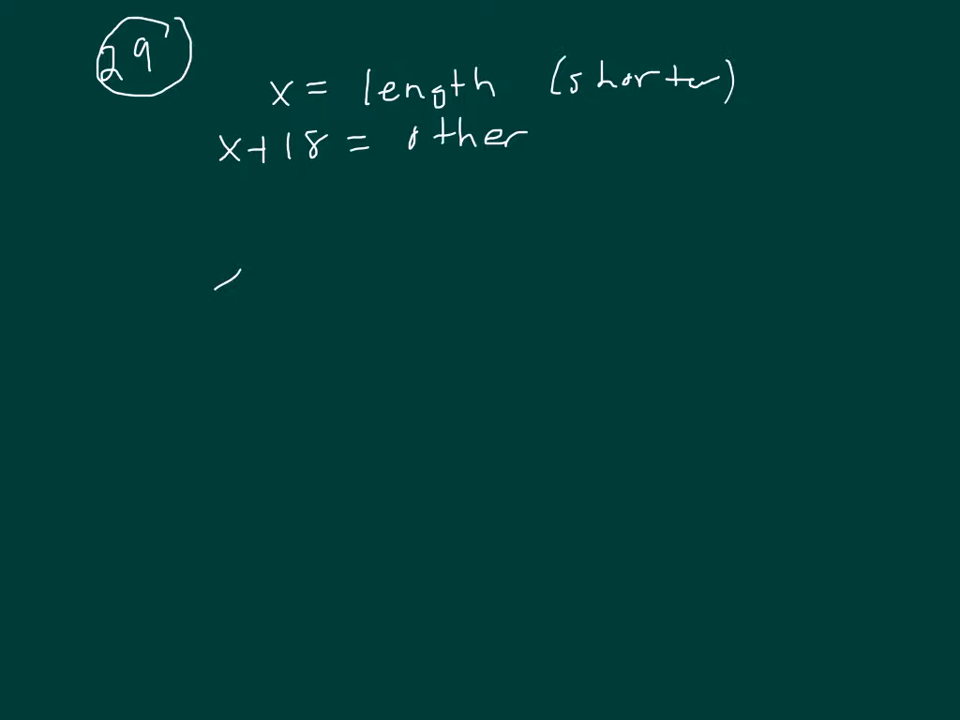 29
x = length (shorter)
x+18 = other